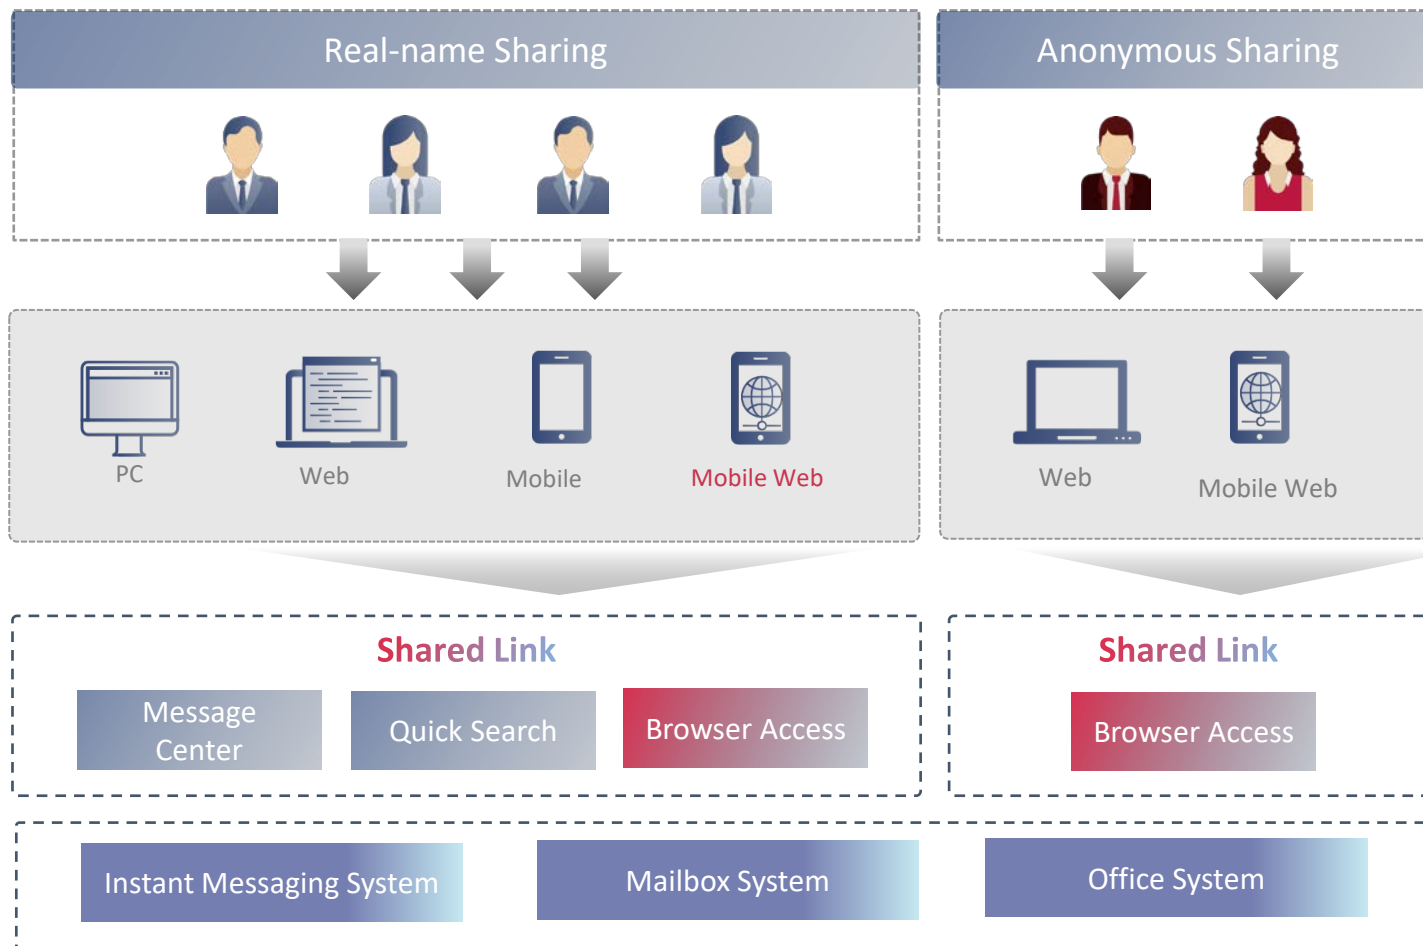 Real-name Sharing
Anonymous Sharing
PC
Web
Mobile
Mobile Web
Web
Mobile Web
Shared Link
Message
Center
Quick Search
Browser Access
Shared Link
Browser Access
Instant Messaging System
Mailbox System
Office System